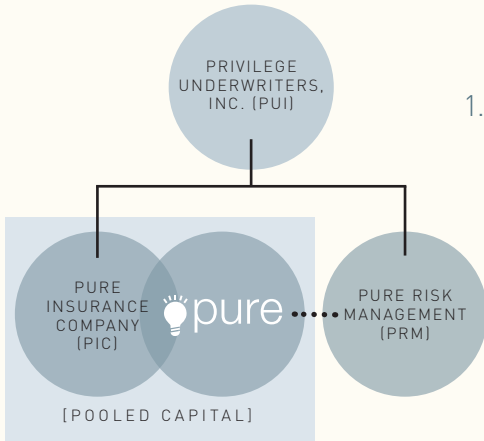 PRIVILEGE
UNDERWRITERS,
INC. (PUI)
1.
PURE
INSURANCE
COMPANY
(PIC)
pure
PURE RISK
MANAGEMENT
(PRM)
[POOLED CAPITAL]